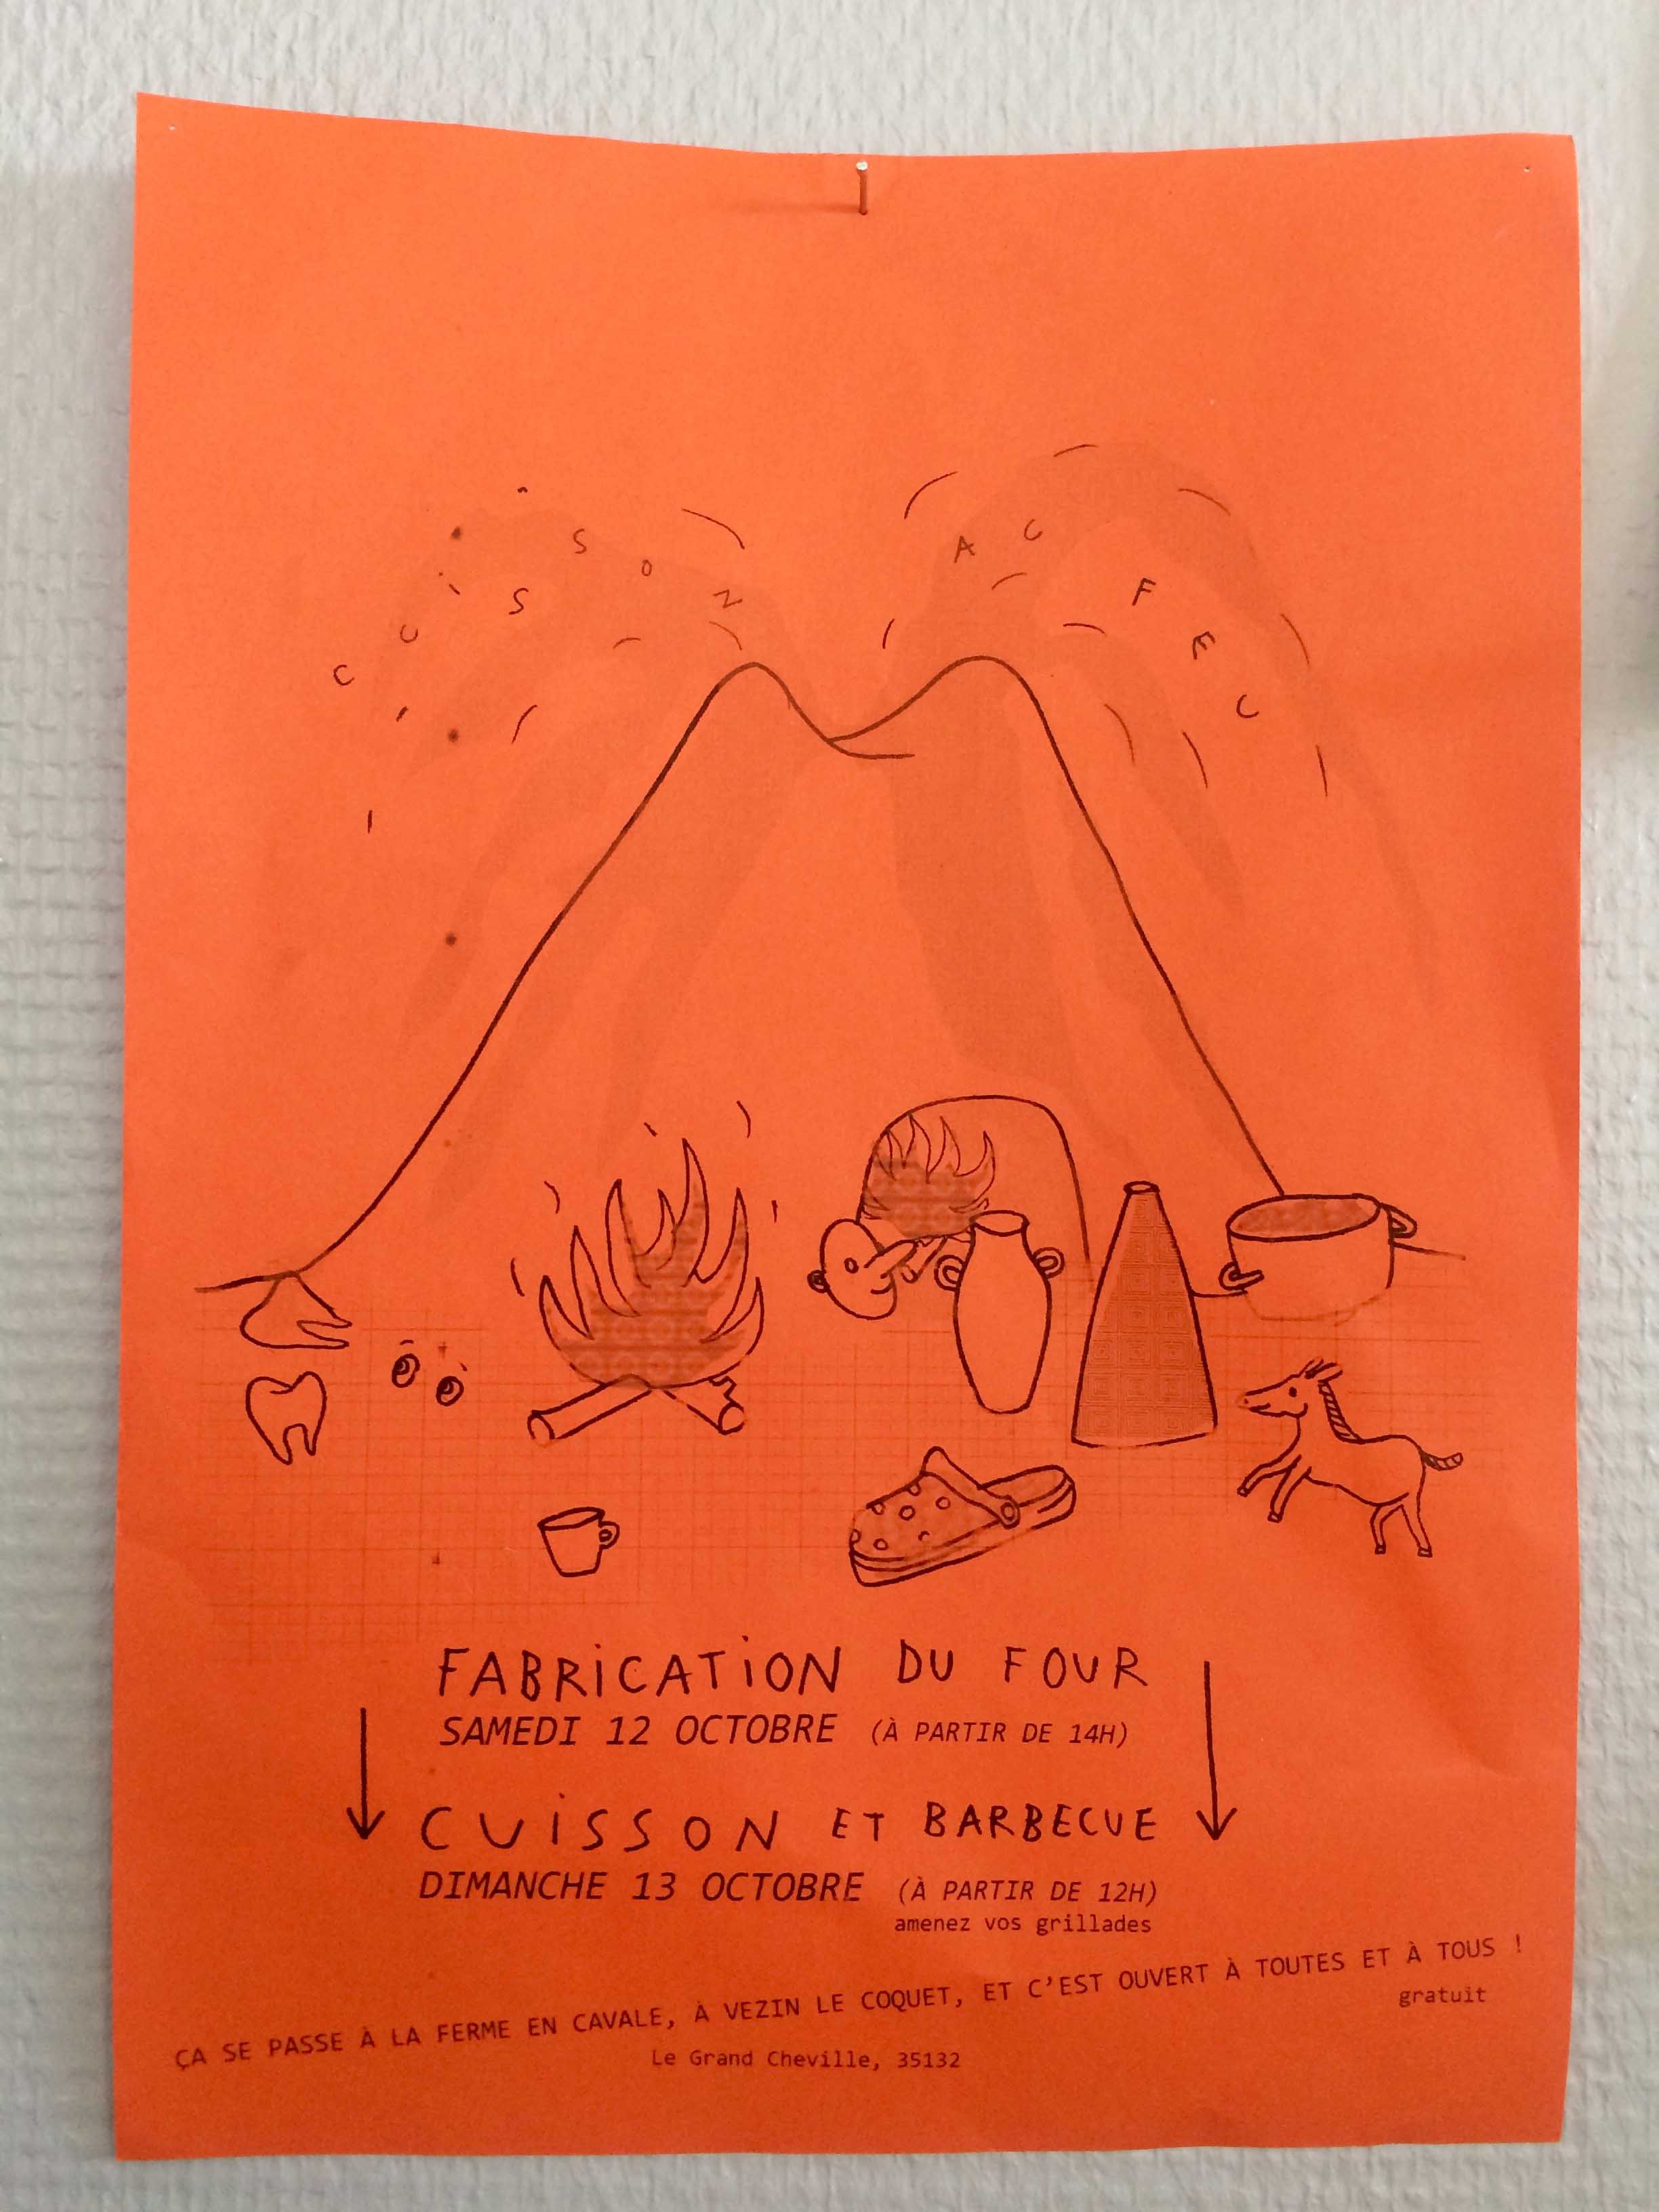 CUiSSON AC FEC
FABRiCATiON DU FOUR
SAMEDI 12 OCTOBRE (À PARTIR DE 14H)
CUiSSON ET BARBECUE
DIMANCHE 13 OCTOBRE (À PARTIR DE 12H)
amenez vos grillades
ÇA SE PASSE À LA FERME EN CAVALE, À VEZIN LE COQUET, ET C'EST OUVERT À TOUTES ET À TOUS !
gratuit
Le Grand Cheville, 35132